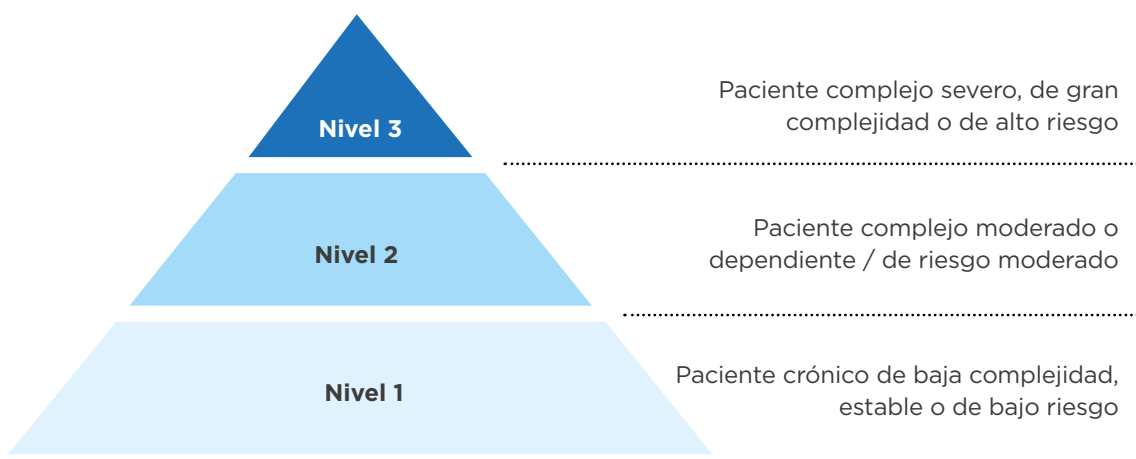 Nivel 3
Paciente complejo severo, de gran
complejidad o de alto riesgo
Nivel 2
Paciente complejo moderado o
dependiente / de riesgo moderado
Nivel 1
Paciente crónico de baja complejidad,
estable o de bajo riesgo